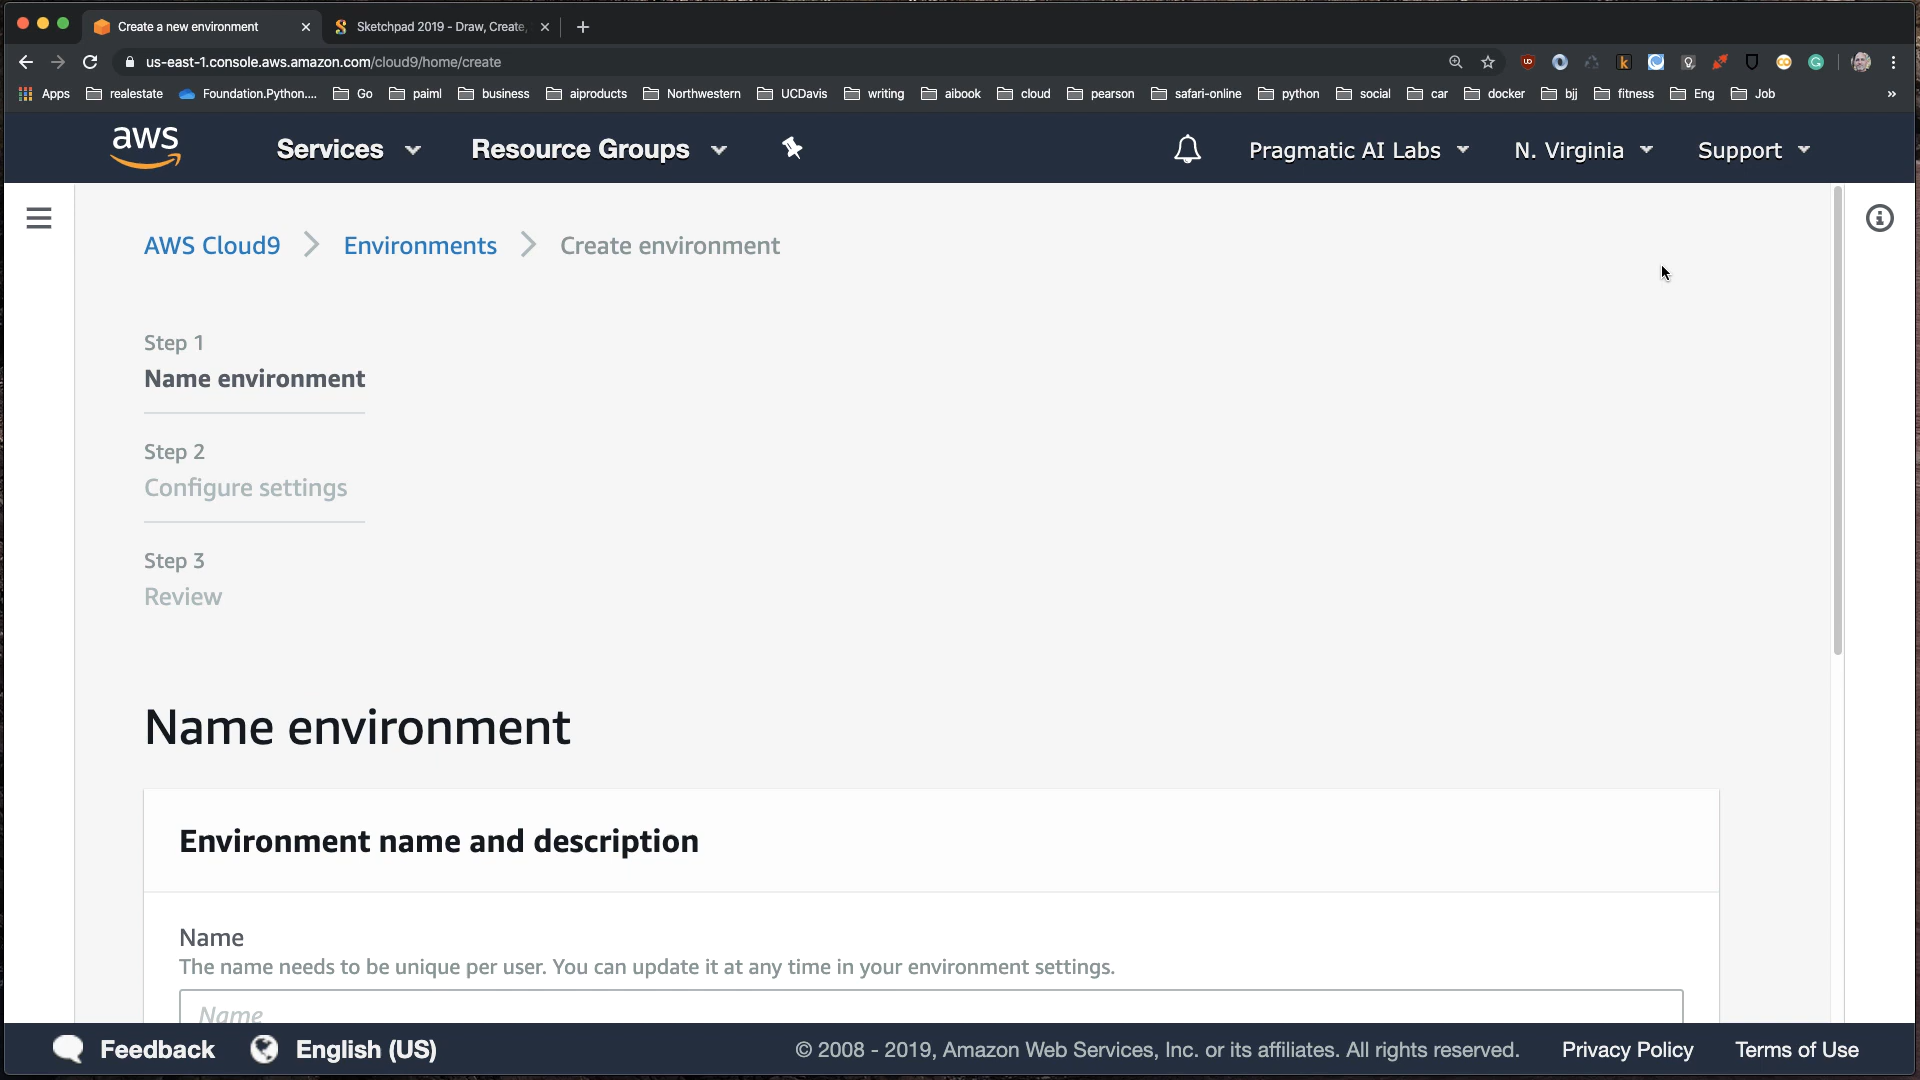 Create a new environment
Sketchpad 2019 - Draw, Create,
us-east-1.console.aws.amazon.com/cloud9/home/create
Apps realestate Foundation.Python.... Go paiml business aiproducts Northwestern UCDavis writing aibook cloud pearson safari-online python social car docker bjj fitness Eng Job »
aws Services Resource Groups Pragmatic AI Labs N. Virginia Support
AWS Cloud9 Environments Create environment
Step 1
Name environment
Step 2
Configure settings
Step 3
Review
Name environment
Environment name and description
Name
The name needs to be unique per user. You can update it at any time in your environment settings.
Name
Feedback English (US) © 2008 - 2019, Amazon Web Services, Inc. or its affiliates. All rights reserved. Privacy Policy Terms of Use